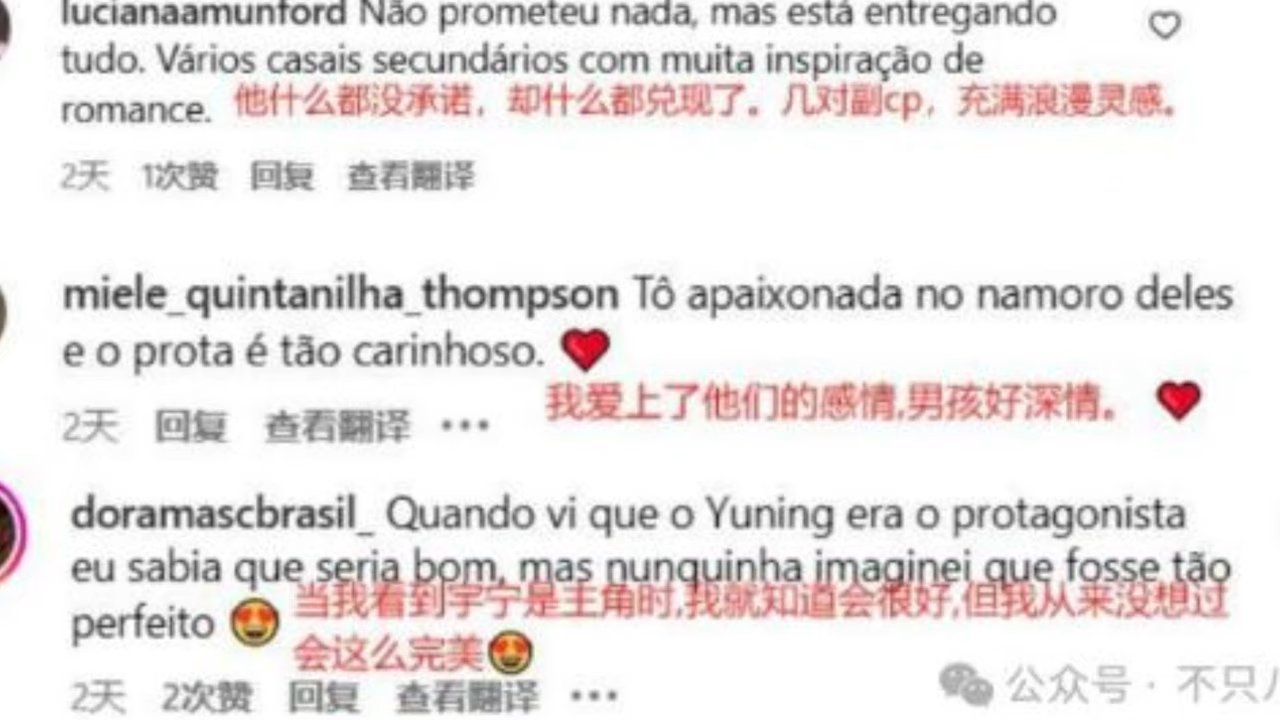 lucianaamunford Não prometeu nada, mas está entregando
tudo. Vários casais secundários com muita inspiração de
romance. 他什么都没承诺，却什么都兑现了。几对副cp，充满浪漫灵感。
2天 1次赞 回复 查看翻译
miele_quintanilha_thompson Tô apaixonada no namoro deles
e o prota é tão carinhoso. ❤️
我爱上了他们的感情,男孩好深情。 ❤️
2天 回复 查看翻译 •••
doramascbrasil_ Quando vi que o Yuning era o protagonista
eu sabia que seria bom, mas nunquinha imaginei que fosse tão
perfeito 😍 当我看到宇宁是主角时,我就知道会很好,但我从来没想过
会这么完美😍
2天 2次赞 回复 查看翻译 •••
公众号 · 不只